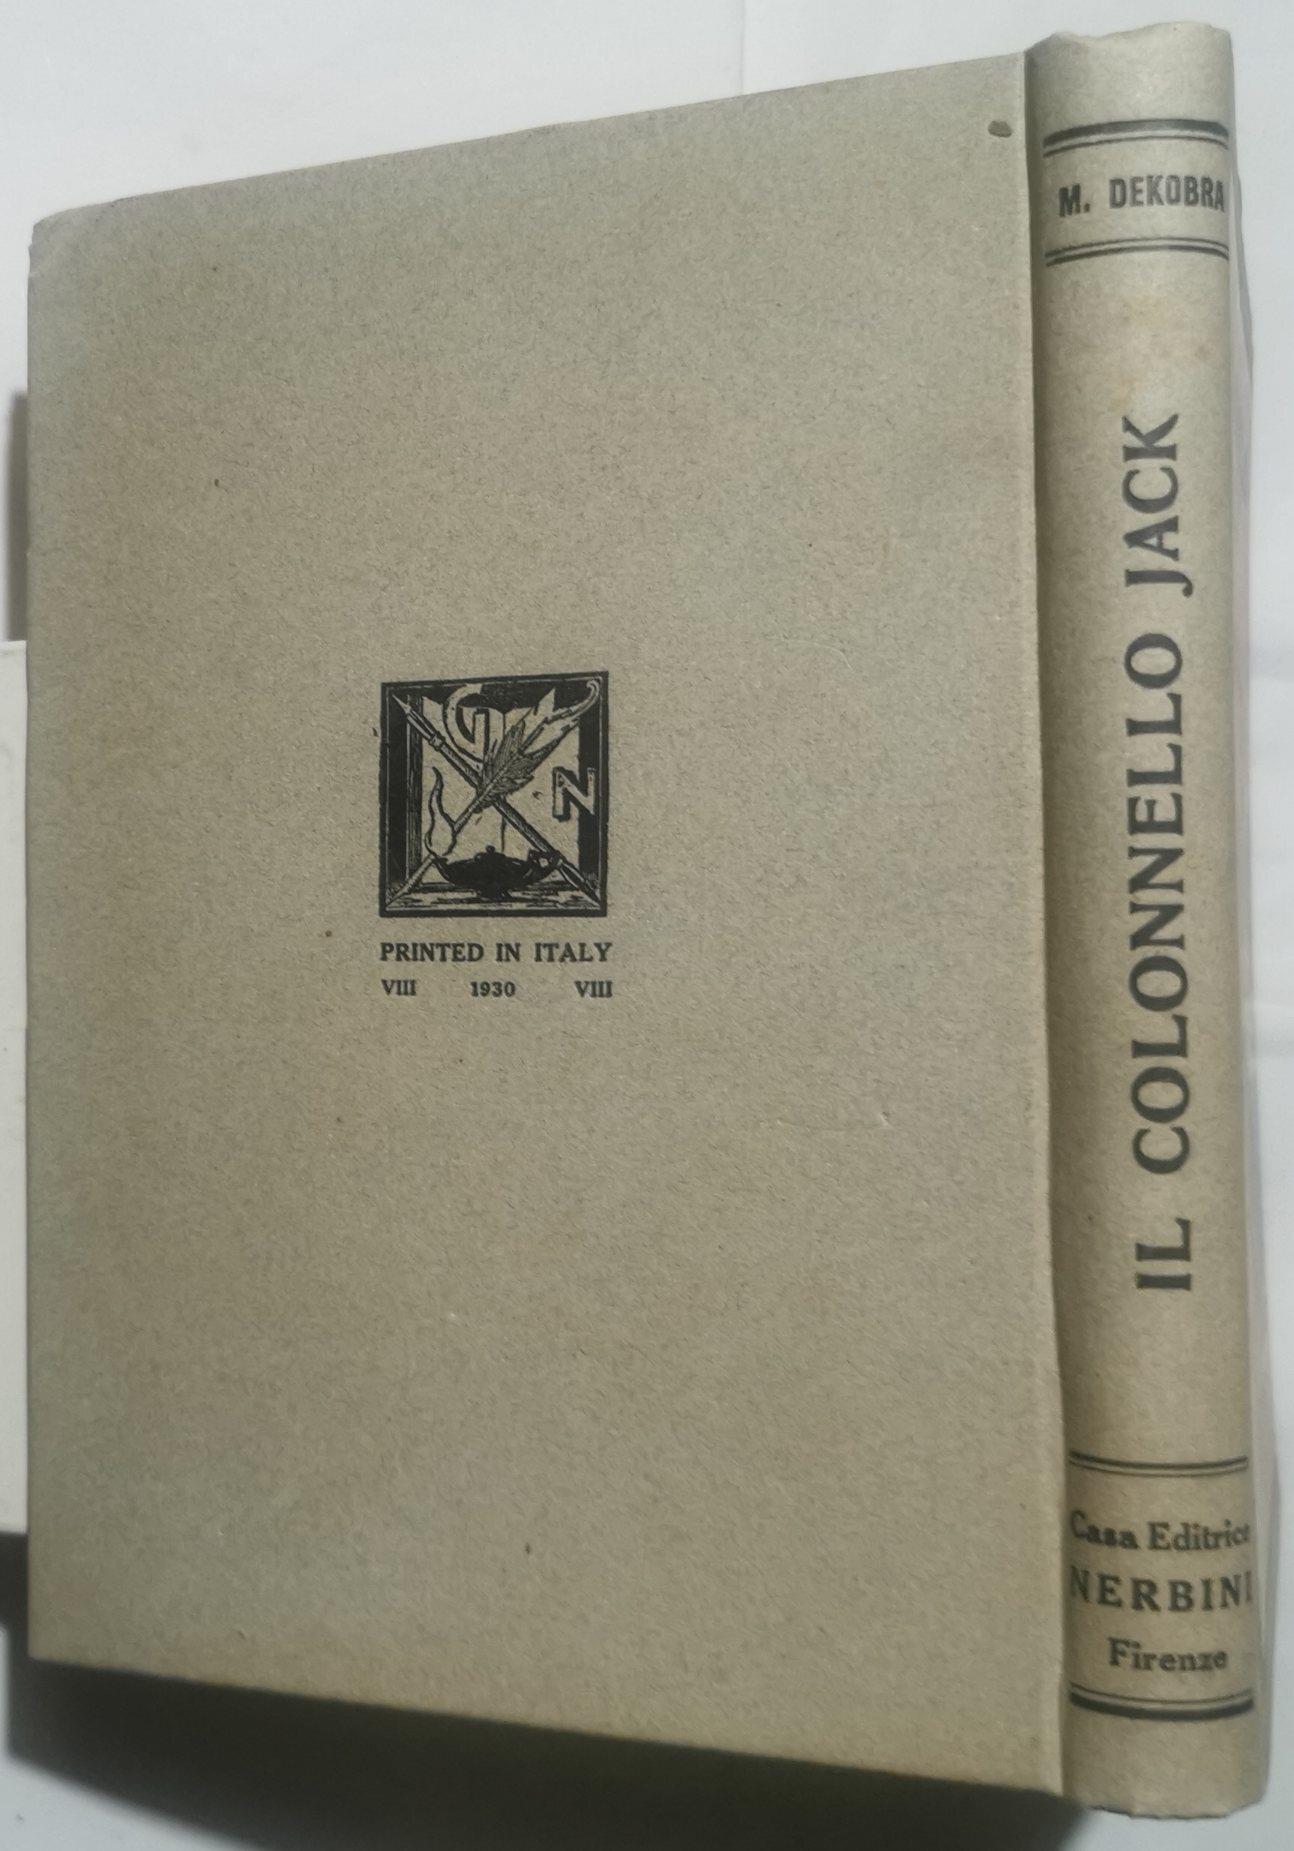 G
N
PRINTED IN ITALY
VIII 1930 VIII
M. DEKOBRA
IL COLONNELLO JACK
Casa Editrice
NERBINI
Firenze